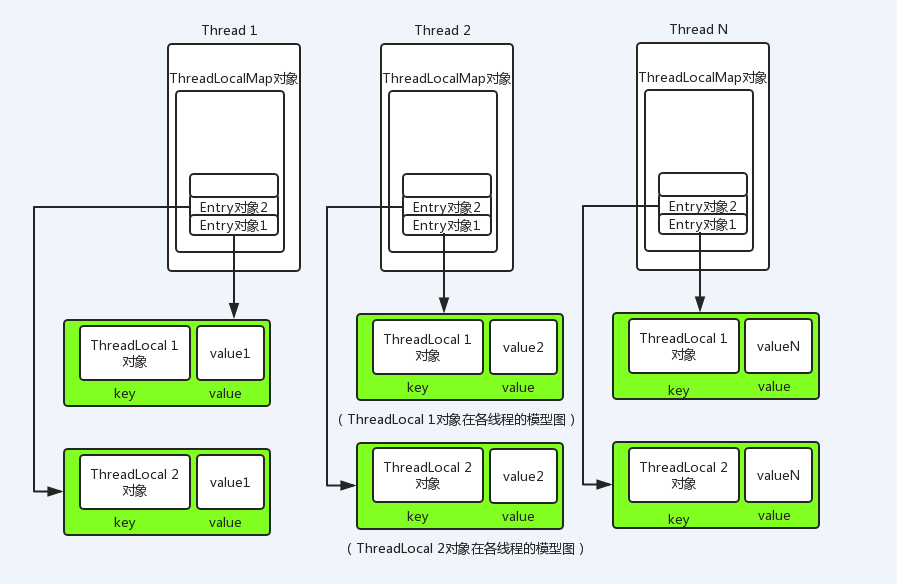 Thread 1
Thread 2
Thread N
ThreadLocalMap对象
ThreadLocalMap对象
ThreadLocalMap对象
Entry对象2
Entry对象1
Entry对象2
Entry对象1
Entry对象2
Entry对象1
ThreadLocal 1
对象
value1
key
value
ThreadLocal 1
对象
value2
key
value
ThreadLocal 1
对象
valueN
key
value
（ThreadLocal 1对象在各线程的模型图）
ThreadLocal 2
对象
value1
key
value
ThreadLocal 2
对象
value2
key
value
ThreadLocal 2
对象
valueN
key
value
（ThreadLocal 2对象在各线程的模型图）